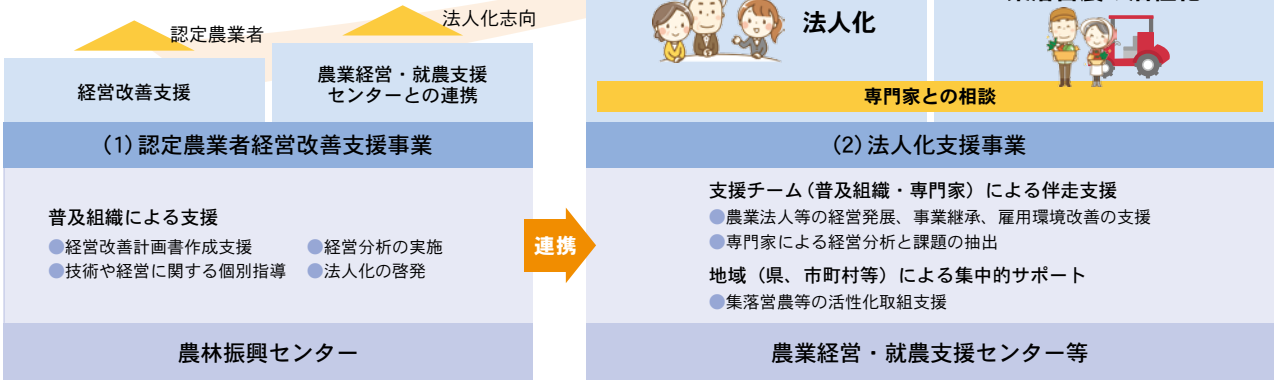 認定農業者
法人化志向
経営改善支援
農業経営・就農支援
センターとの連携
(1)認定農業者経営改善支援事業
普及組織による支援
●経営改善計画書作成支援
●経営分析の実施
●技術や経営に関する個別指導
●法人化の啓発
農林振興センター
連携
法人化
専門家との相談
(2)法人化支援事業
支援チーム(普及組織・専門家)による伴走支援
●農業法人等の経営発展、事業継承、雇用環境改善の支援
●専門家による経営分析と課題の抽出
地域(県、市町村等)による集中的サポート
●集落営農等の活性化取組支援
農業経営・就農支援センター等